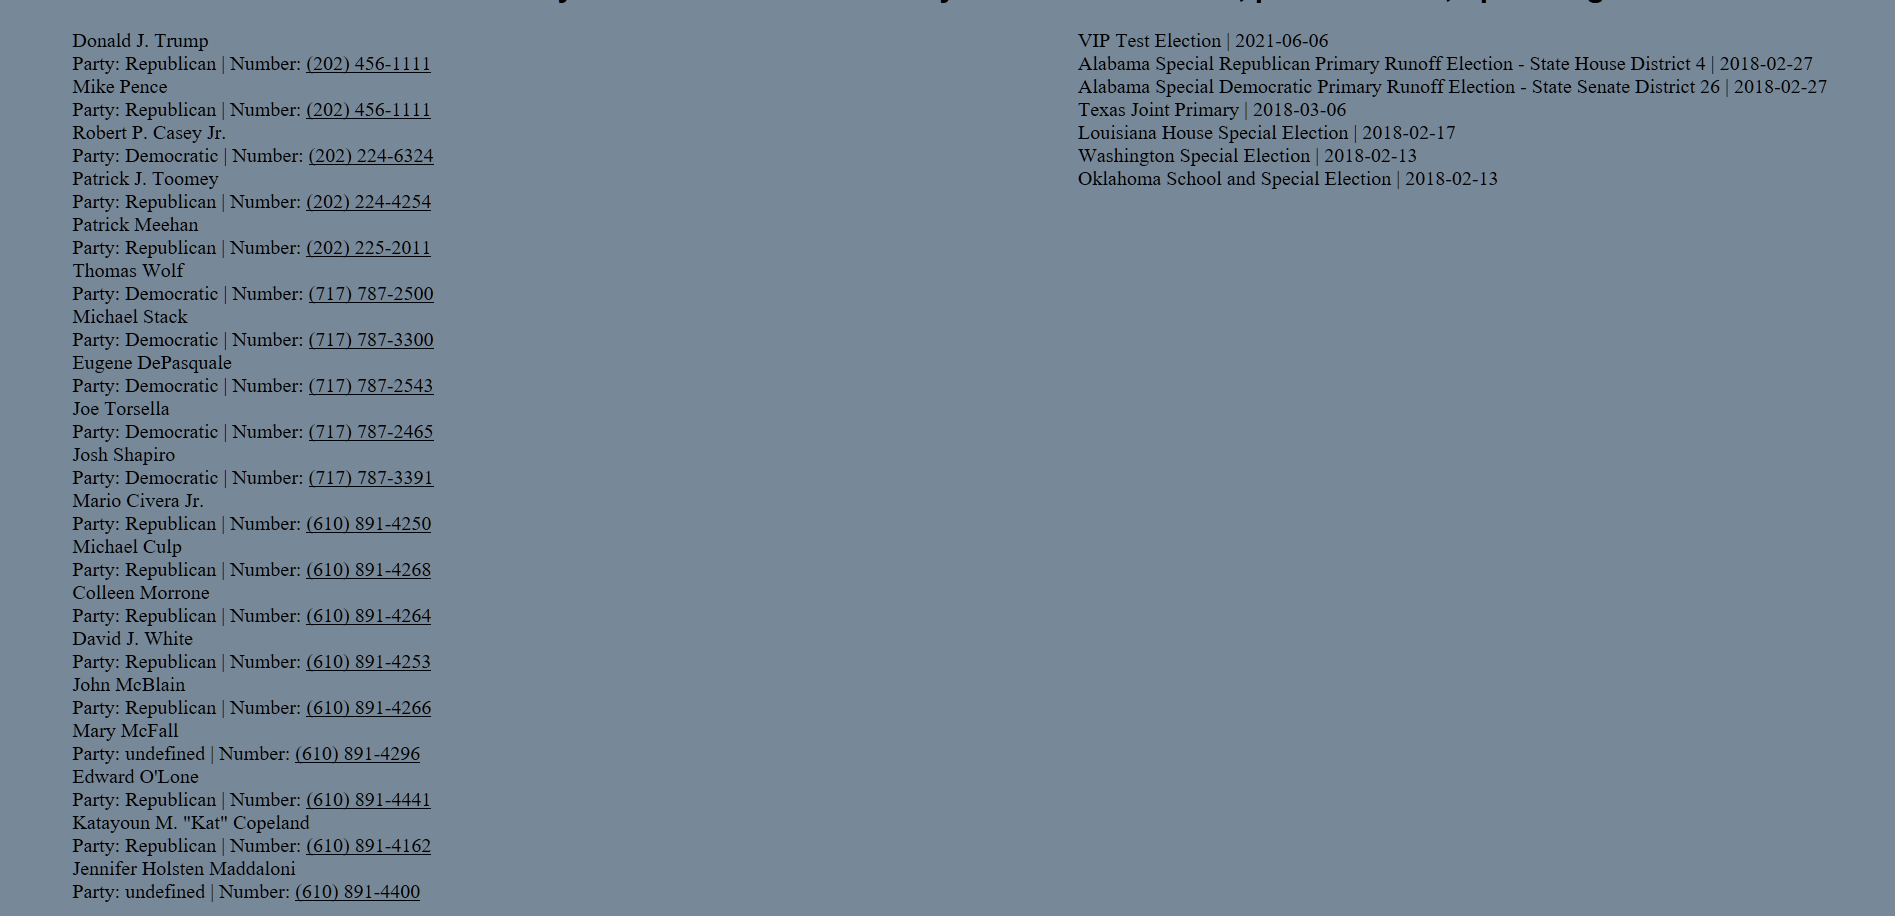 Donald J. Trump
Party: Republican | Number: (202) 456-1111
Mike Pence
Party: Republican | Number: (202) 456-1111
Robert P. Casey Jr.
Party: Democratic | Number: (202) 224-6324
Patrick J. Toomey
Party: Republican | Number: (202) 224-4254
Patrick Meehan
Party: Republican | Number: (202) 225-2011
Thomas Wolf
Party: Democratic | Number: (717) 787-2500
Michael Stack
Party: Democratic | Number: (717) 787-3300
Eugene DePasquale
Party: Democratic | Number: (717) 787-2543
Joe Torsella
Party: Democratic | Number: (717) 787-2465
Josh Shapiro
Party: Democratic | Number: (717) 787-3391
Mario Civera Jr.
Party: Republican | Number: (610) 891-4250
Michael Culp
Party: Republican | Number: (610) 891-4268
Colleen Morrone
Party: Republican | Number: (610) 891-4264
David J. White
Party: Republican | Number: (610) 891-4253
John McBlain
Party: Republican | Number: (610) 891-4266
Mary McFall
Party: undefined | Number: (610) 891-4296
Edward O'Lone
Party: Republican | Number: (610) 891-4441
Katayoun M. "Kat" Copeland
Party: Republican | Number: (610) 891-4162
Jennifer Holsten Maddaloni
Party: undefined | Number: (610) 891-4400
VIP Test Election | 2021-06-06
Alabama Special Republican Primary Runoff Election - State House District 4 | 2018-02-27
Alabama Special Democratic Primary Runoff Election - State Senate District 26 | 2018-02-27
Texas Joint Primary | 2018-03-06
Louisiana House Special Election | 2018-02-17
Washington Special Election | 2018-02-13
Oklahoma School and Special Election | 2018-02-13